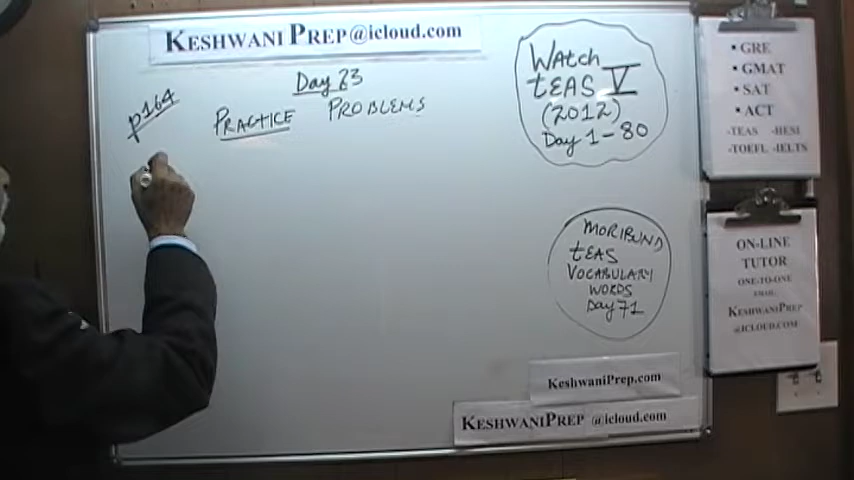 KESHWANI PREP@icloud.com
Day 23
p164
PRACTICE PROBLEMS
WAtch
tEAS V
(2012)
Day 1-80
MORIBUND
tEAS
VOCABULARY
WORDS
Day 71
▪ GRE
▪ GMAT
▪ SAT
▪ ACT
-TEAS -HESI
-TOEFL -IELTS
ON-LINE
TUTOR
ONE-TO-ONE
EMAIL
KESHWANIPREP
@ICLOUD.COM
KESHWANIPREP.COM
KESHWANIPREP @icloud.com